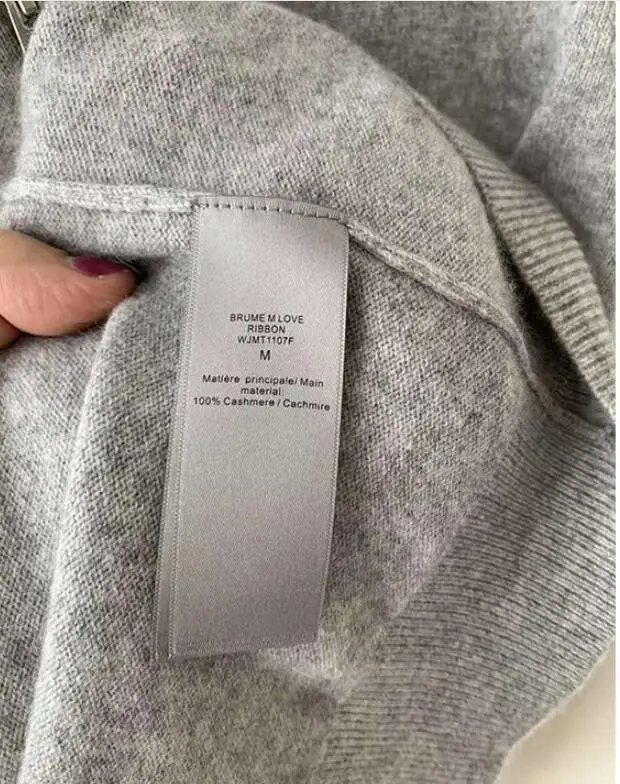 BRUME M LOVE
RIBBON
WJMT1107F
M
Matière principale/ Main
material:
100% Cashmere / Cachmire